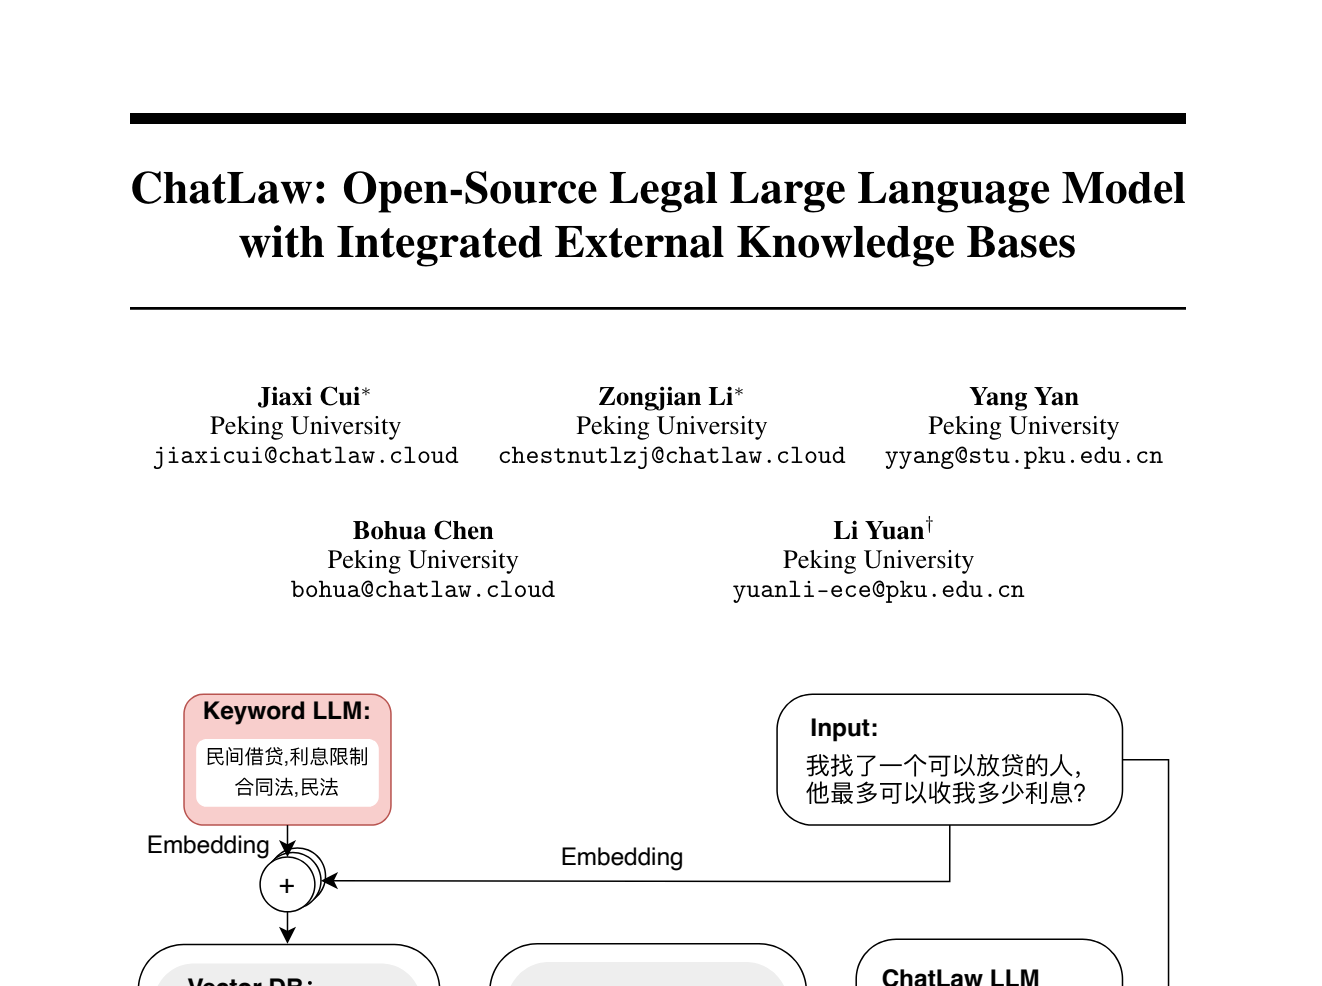 ChatLaw: Open-Source Legal Large Language Model
with Integrated External Knowledge Bases
Jiaxi Cui*
Peking University
jiaxicui@chatlaw.cloud
Zongjian Li*
Peking University
chestnutlzj@chatlaw.cloud
Yang Yan
Peking University
yyang@stu.pku.edu.cn
Bohua Chen
Peking University
bohua@chatlaw.cloud
Li Yuan†
Peking University
yuanli-ece@pku.edu.cn
Keyword LLM:
民间借贷,利息限制
合同法,民法
Input:
我找了一个可以放贷的人，
他最多可以收我多少利息？
Embedding
Embedding
+
Vector DB:
ChatLaw LLM